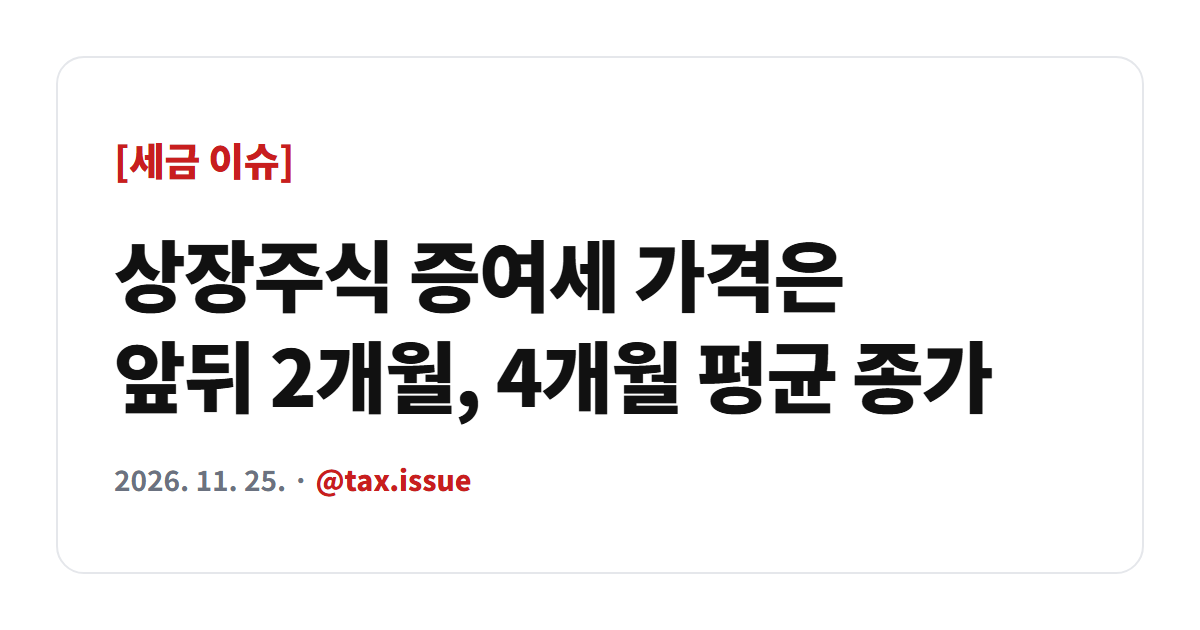 [세금 이슈]
상장주식 증여세 가격은
앞뒤 2개월, 4개월 평균 종가
2026. 11. 25. · @tax.issue